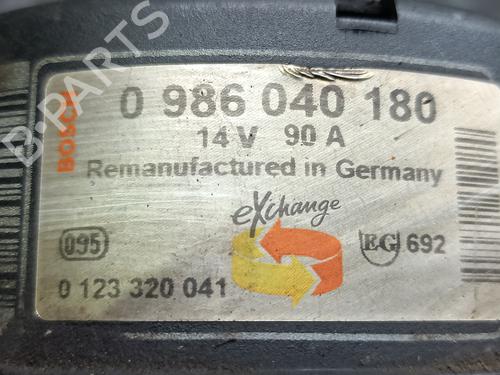 BOSCH
0 986 040 180
14 V 90 A
Remanufactured in Germany
eXchange
095
EG 692
0 123 320 041
B-PARTS